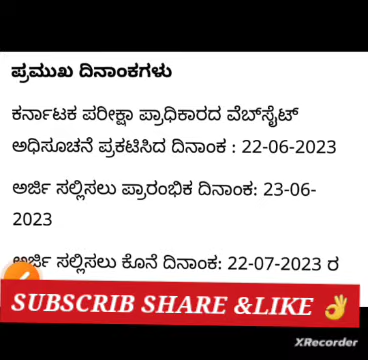 ಪ್ರಮುಖ ದಿನಾಂಕಗಳು
ಕರ್ನಾಟಕ ಪರೀಕ್ಷಾ ಪ್ರಾಧಿಕಾರದ ವೆಬ್‌ಸೈಟ್
ಅಧಿಸೂಚನೆ ಪ್ರಕಟಿಸಿದ ದಿನಾಂಕ : 22-06-2023
ಅರ್ಜಿ ಸಲ್ಲಿಸಲು ಪ್ರಾರಂಭಿಕ ದಿನಾಂಕ: 23-06-
2023
ಅರ್ಜಿ ಸಲ್ಲಿಸಲು ಕೊನೆ ದಿನಾಂಕ: 22-07-2023 ರ
SUBSCRIB SHARE &LIKE 👌
XRecorder